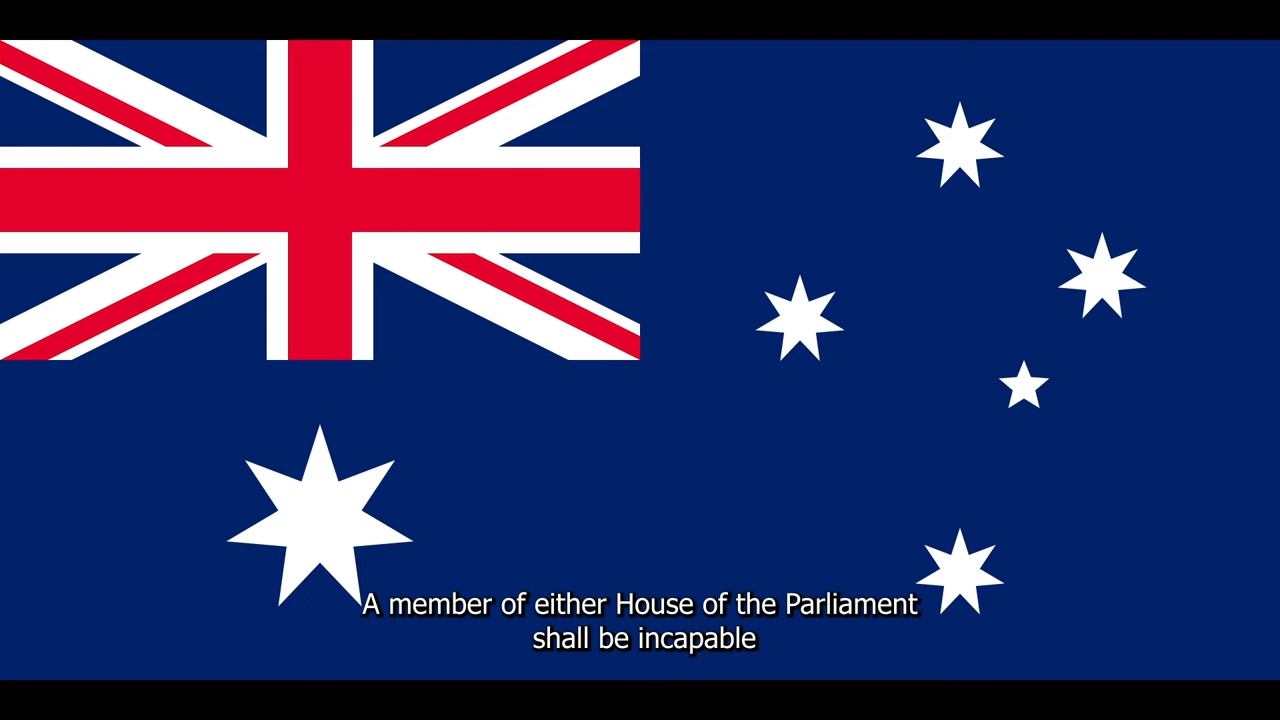 A member of either House of the Parliament
shall be incapable